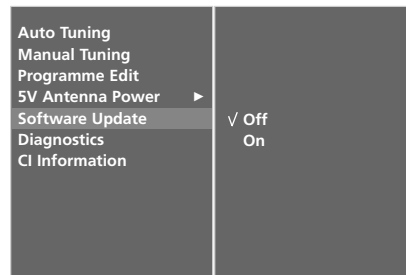 Auto Tuning
Manual Tuning
Programme Edit
5V Antenna Power ►
Software Update
Diagnostics
CI Information
√ Off
On